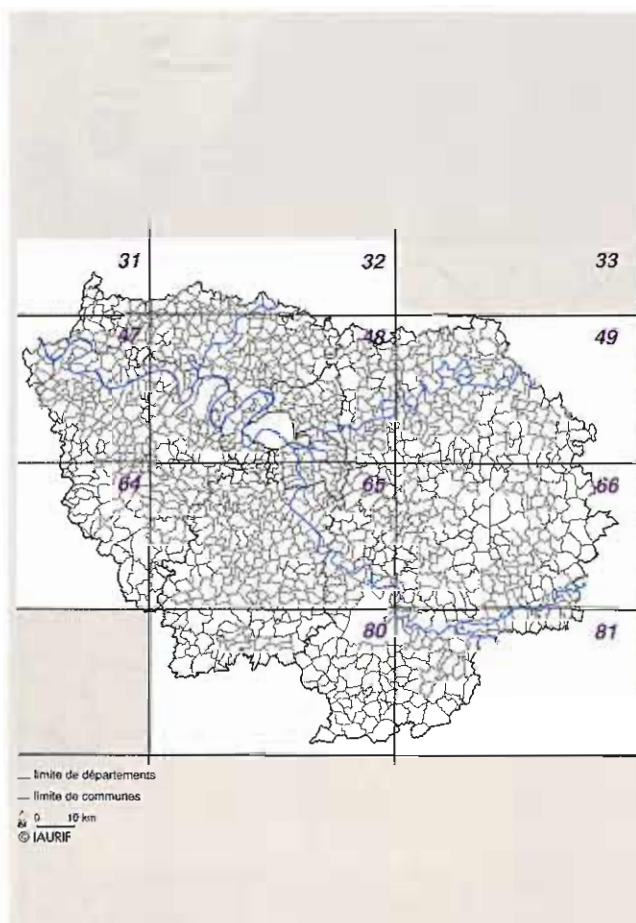 31 32 33
47 48 49
64 65 66
80 81
limite de départements
limite de communes
0 10 km
© IAURIF